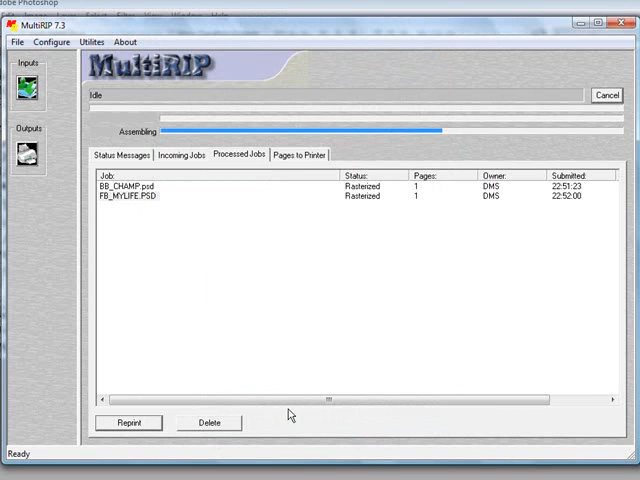 dobe Photoshop
MultiRIP 7.3
File Configure Utilites About
Inputs
MultiRIP
Idle
Cancel
Assembling
Outputs
Status Messages Incoming Jobs Processed Jobs Pages to Printer
Job: Status: Pages: Owner: Submitted:
BB_CHAMP.psd Rasterized 1 DMS 22:51:23
FB_MYLIFE.PSD Rasterized 1 DMS 22:52:00
Reprint Delete
Ready